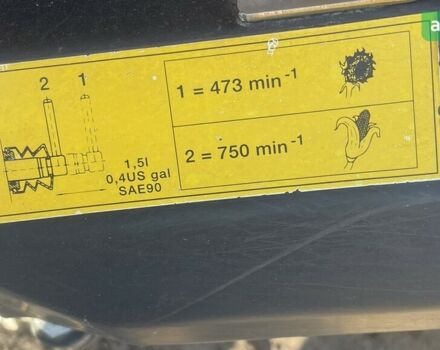 2 1
1,5l
0,4US gal
SAE90
1 = 473 min⁻¹
2 = 750 min⁻¹
a